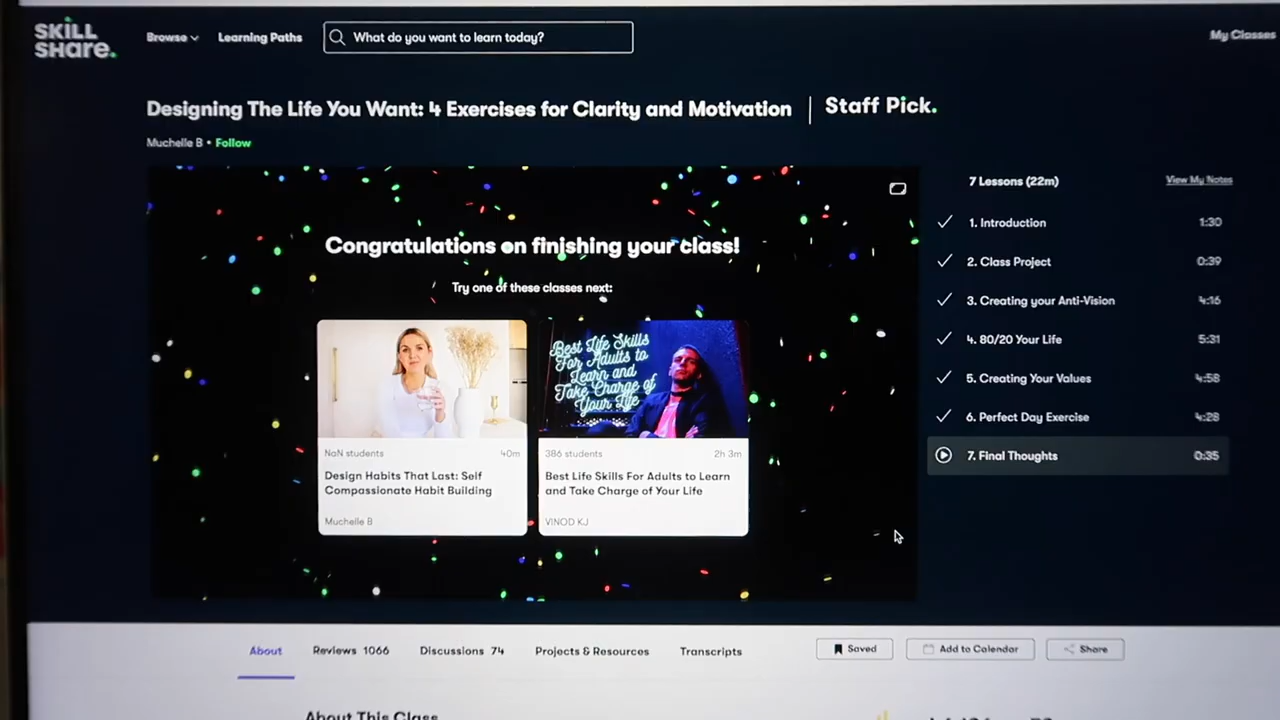 SKILL
SHare.
Browse
Learning Paths
What do you want to learn today?
My Classes
Designing The Life You Want: 4 Exercises for Clarity and Motivation
Staff Pick.
Muchelle B • Follow
Congratulations on finishing your class!
Try one of these classes next:
Best Life Skills
For Adults to
Learn and
Take Charge of
Your Life
NaN students
40m
Design Habits That Last: Self
Compassionate Habit Building
Muchelle B
386 students
2h 3m
Best Life Skills For Adults to Learn
and Take Charge of Your Life
VINOD KJ
7 Lessons (22m)
View My Notes
1. Introduction 1:30
2. Class Project 0:39
3. Creating your Anti-Vision 4:16
4. 80/20 Your Life 5:31
5. Creating Your Values 4:58
6. Perfect Day Exercise 4:28
7. Final Thoughts 0:35
About
Reviews 1066
Discussions 74
Projects & Resources
Transcripts
Saved
Add to Calendar
Share
About This Class